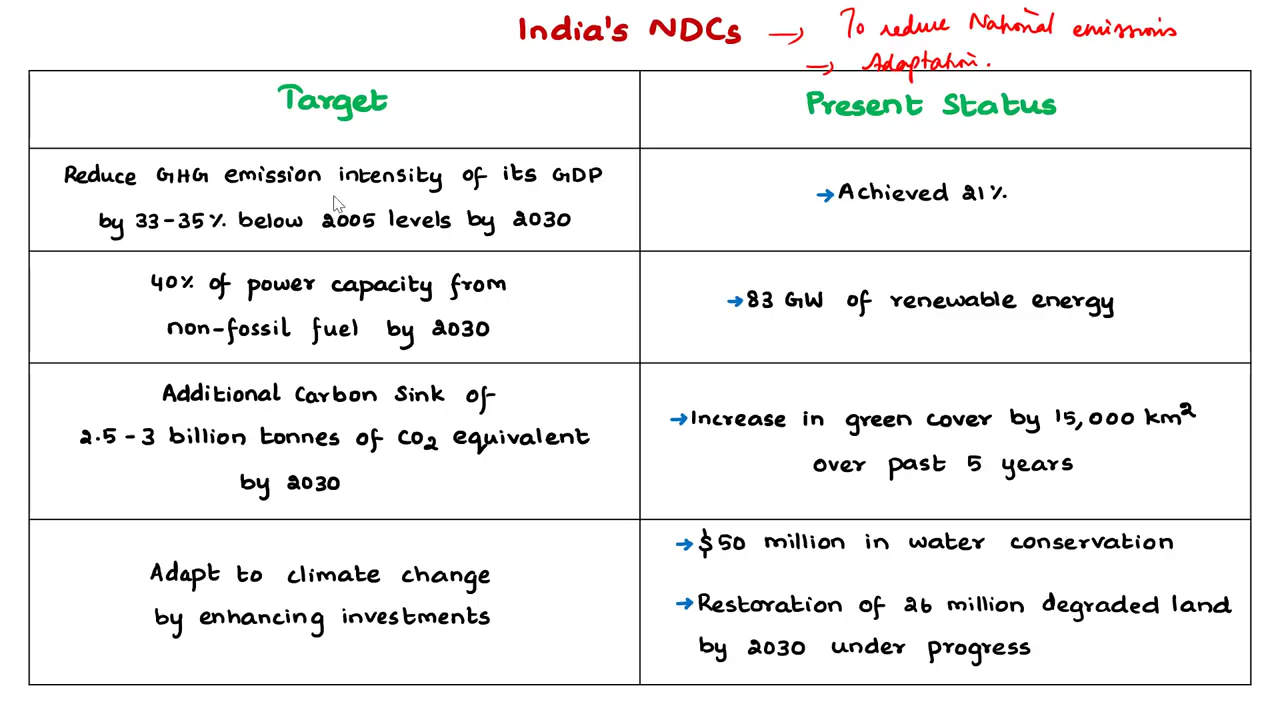 India's NDCs → To reduce National emissions
→ Adaptation.
Target
Present Status
Reduce GHG emission intensity of its GDP
by 33-35% below 2005 levels by 2030
→ Achieved 21%
40% of power capacity from
non-fossil fuel by 2030
→ 83 GW of renewable energy
Additional Carbon Sink of
2.5-3 billion tonnes of CO₂ equivalent
by 2030
→ Increase in green cover by 15,000 km²
over past 5 years
Adapt to climate change
by enhancing investments
→ $50 million in water conservation
→ Restoration of 26 million degraded land
by 2030 under progress